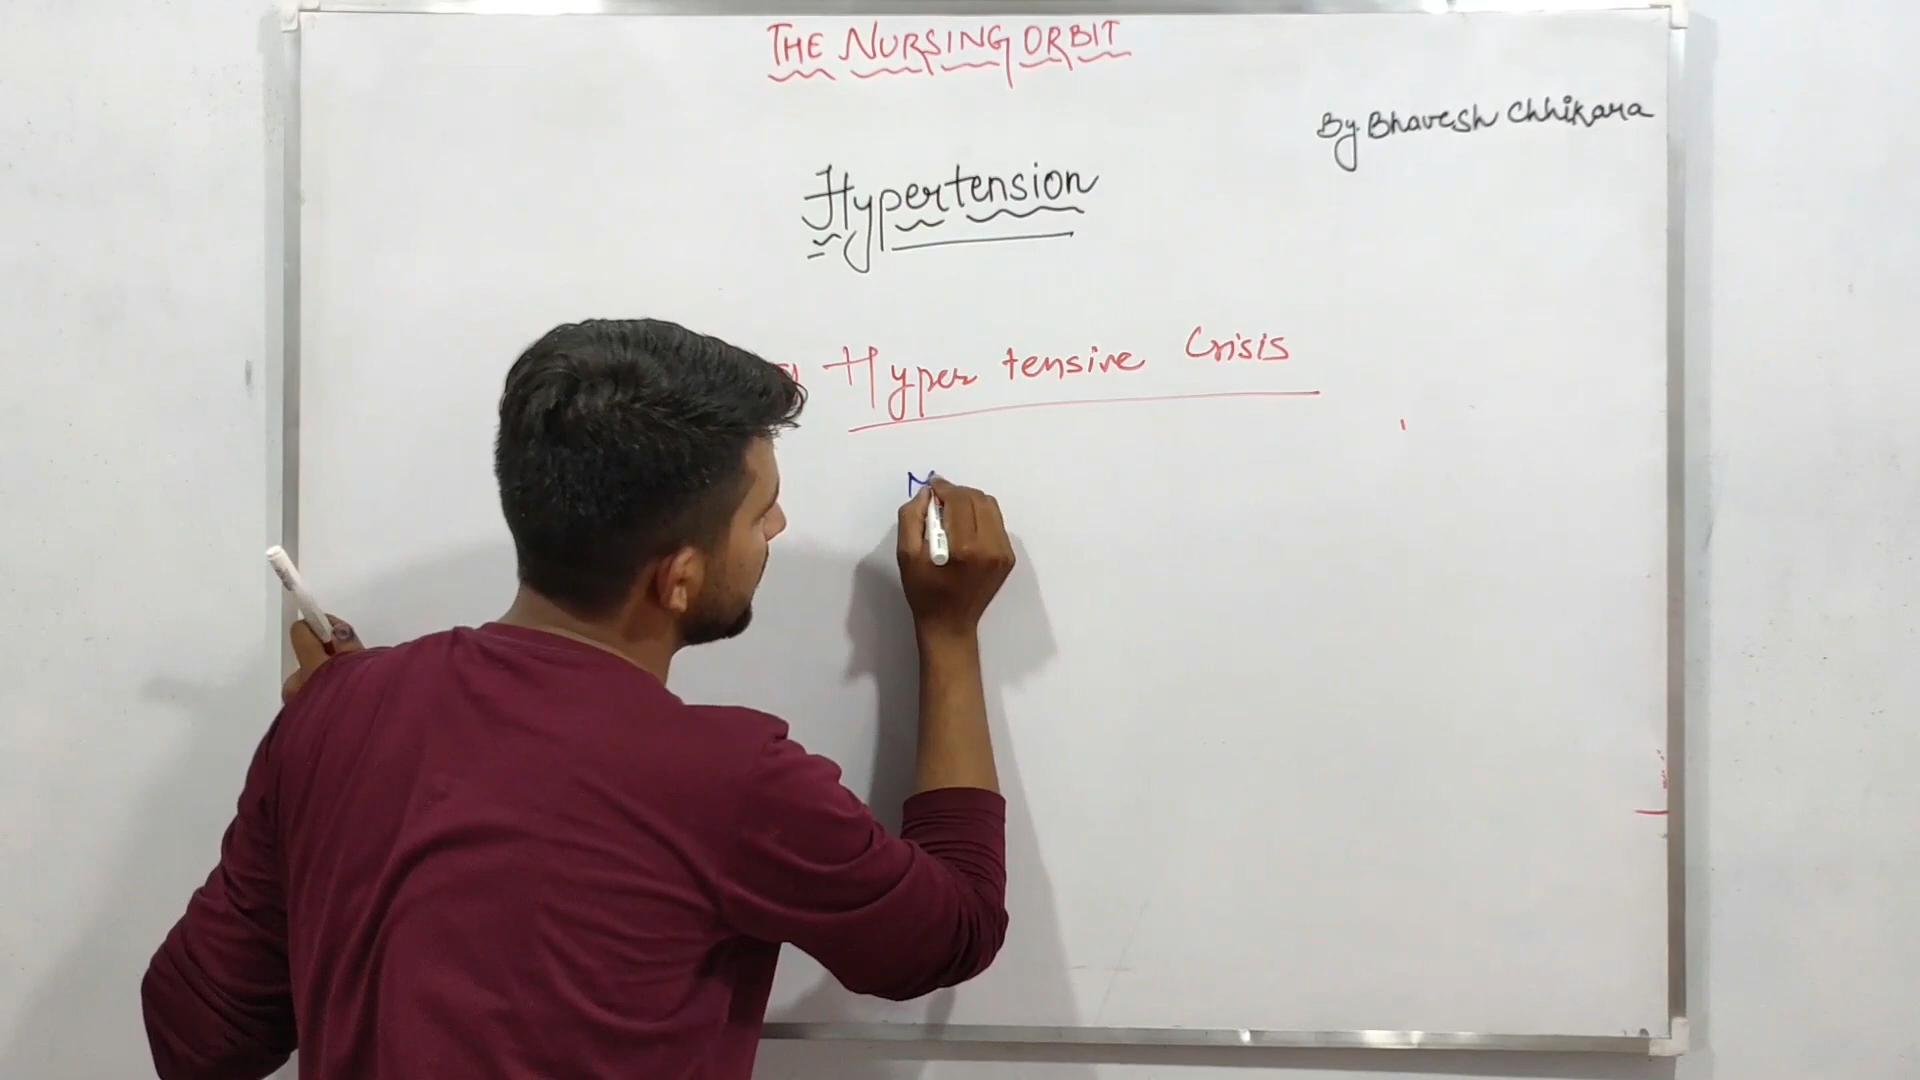 THE NURSING ORBIT
By. Bhavesh Chhikara
Hypertension
Hyper tensive Crisis